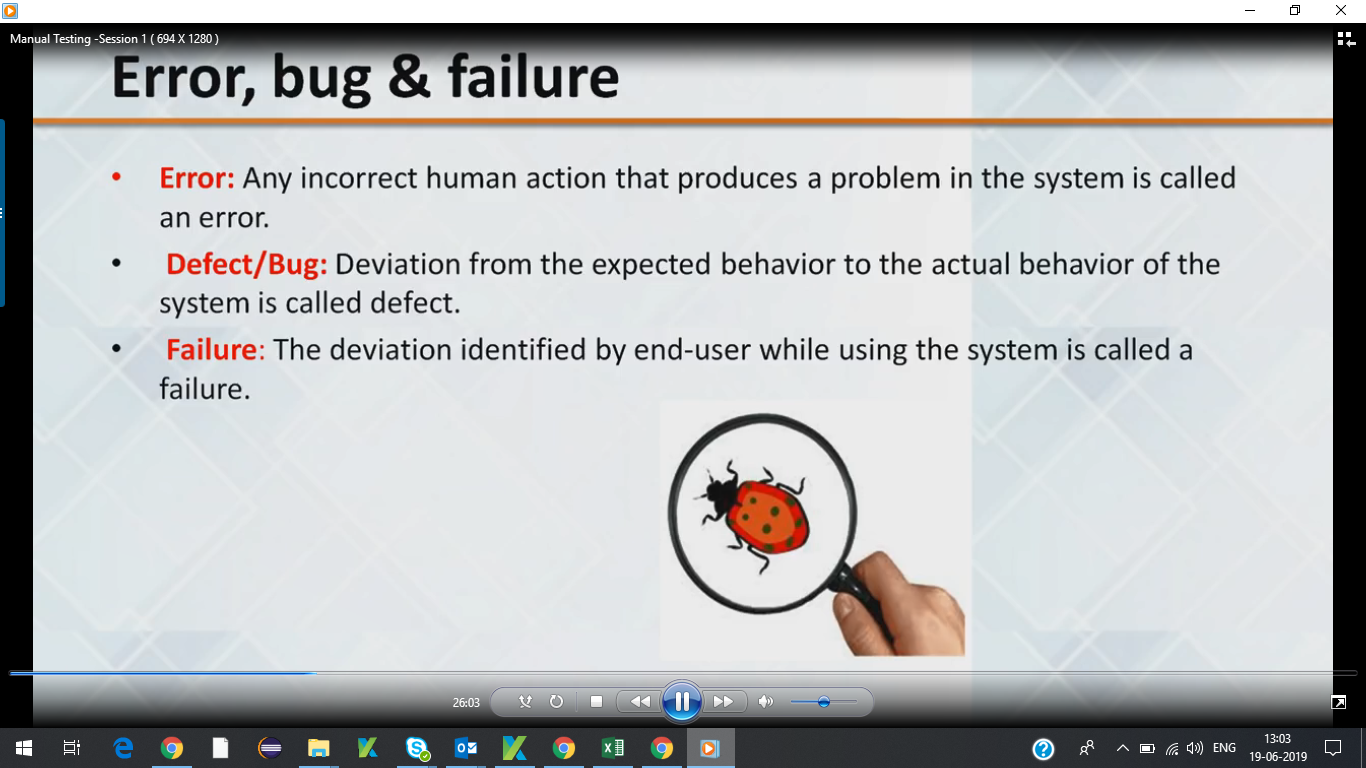 Manual Testing -Session 1 ( 694 X 1280 )
Error, bug & failure
• Error: Any incorrect human action that produces a problem in the system is called
an error.
• Defect/Bug: Deviation from the expected behavior to the actual behavior of the
system is called defect.
• Failure: The deviation identified by end-user while using the system is called a
failure.
26:03
ENG
13:03
19-06-2019